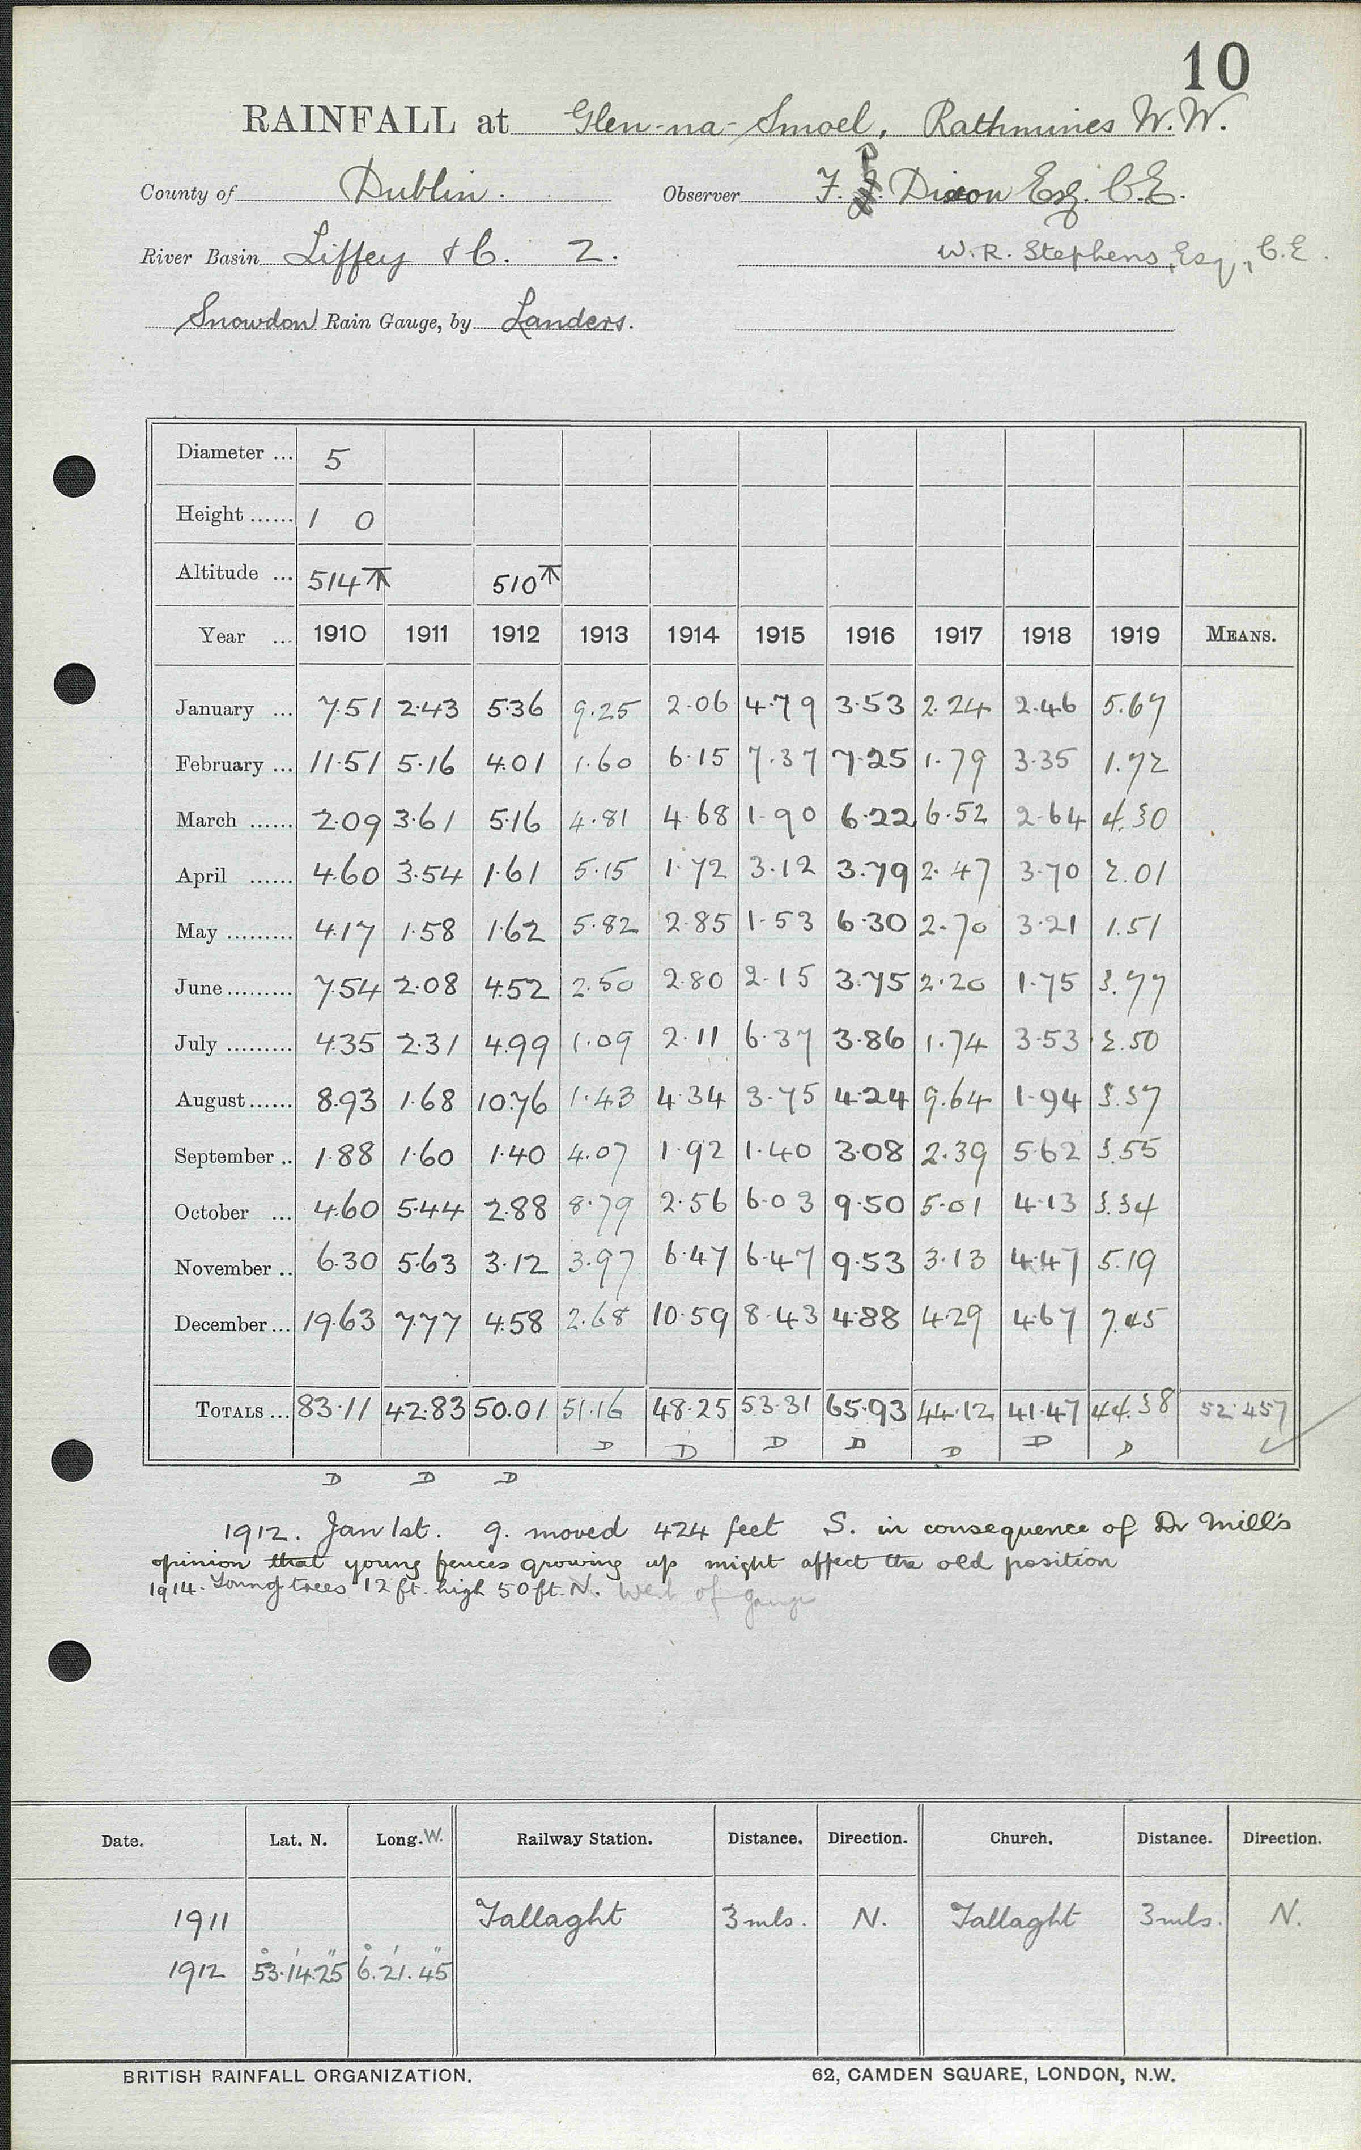 10
RAINFALL at Glen-na-Smoel, Rathmines W.W.
County of Dublin. Observer F. P. Dixon Esq. C.E.
River Basin Liffey &c. 2. W.R. Stephens, Esq., C.E.
Snowdon Rain Gauge, by Landers.
Diameter ... 5
Height ...... 1 0
Altitude ... 514 510
Year ... 1910 1911 1912 1913 1914 1915 1916 1917 1918 1919 MEANS.
January ... 7.51 2.43 5.36 9.25 2.06 4.79 3.53 2.24 2.46 5.67
February ... 11.51 5.16 4.01 1.60 6.15 7.37 7.25 1.79 3.35 1.72
March ...... 2.09 3.61 5.16 4.81 4.68 1.90 6.22 6.52 2.64 4.30
April ...... 4.60 3.54 1.61 5.15 1.72 3.12 3.79 2.47 3.70 2.01
May ......... 4.17 1.58 1.62 5.82 2.85 1.53 6.30 2.70 3.21 1.51
June ......... 7.54 2.08 4.52 2.50 2.80 2.15 3.75 2.20 1.75 3.77
July ......... 4.35 2.31 4.99 1.09 2.11 6.37 3.86 1.74 3.53 2.50
August ...... 8.93 1.68 10.76 1.43 4.34 3.75 4.24 9.64 1.94 3.37
September .. 1.88 1.60 1.40 4.07 1.92 1.40 3.08 2.39 5.62 3.55
October ... 4.60 5.44 2.88 8.79 2.56 6.03 9.50 5.01 4.13 3.34
November .. 6.30 5.63 3.12 3.97 6.47 6.47 9.53 3.13 4.47 5.19
December ... 19.63 7.77 4.58 2.68 10.59 8.43 4.88 4.29 4.67 7.45
TOTALS ... 83.11 42.83 50.01 51.16 48.25 53.31 65.93 44.12 41.47 44.38 52.457
D D D D D D D
D D D
1912. Jan 1st. g. moved 424 feet S. in consequence of Dr Mill's
opinion that young fences growing up might affect the old position
1914. Young trees 12 ft. high 50 ft. N. West of gauge
Date. Lat. N. Long. W. Railway Station. Distance. Direction. Church. Distance. Direction.
1911 Tallaght 3 mls. N. Tallaght 3 mls. N.
1912 53° 14' 25" 6° 21' 45"
BRITISH RAINFALL ORGANIZATION. 62, CAMDEN SQUARE, LONDON, N.W.